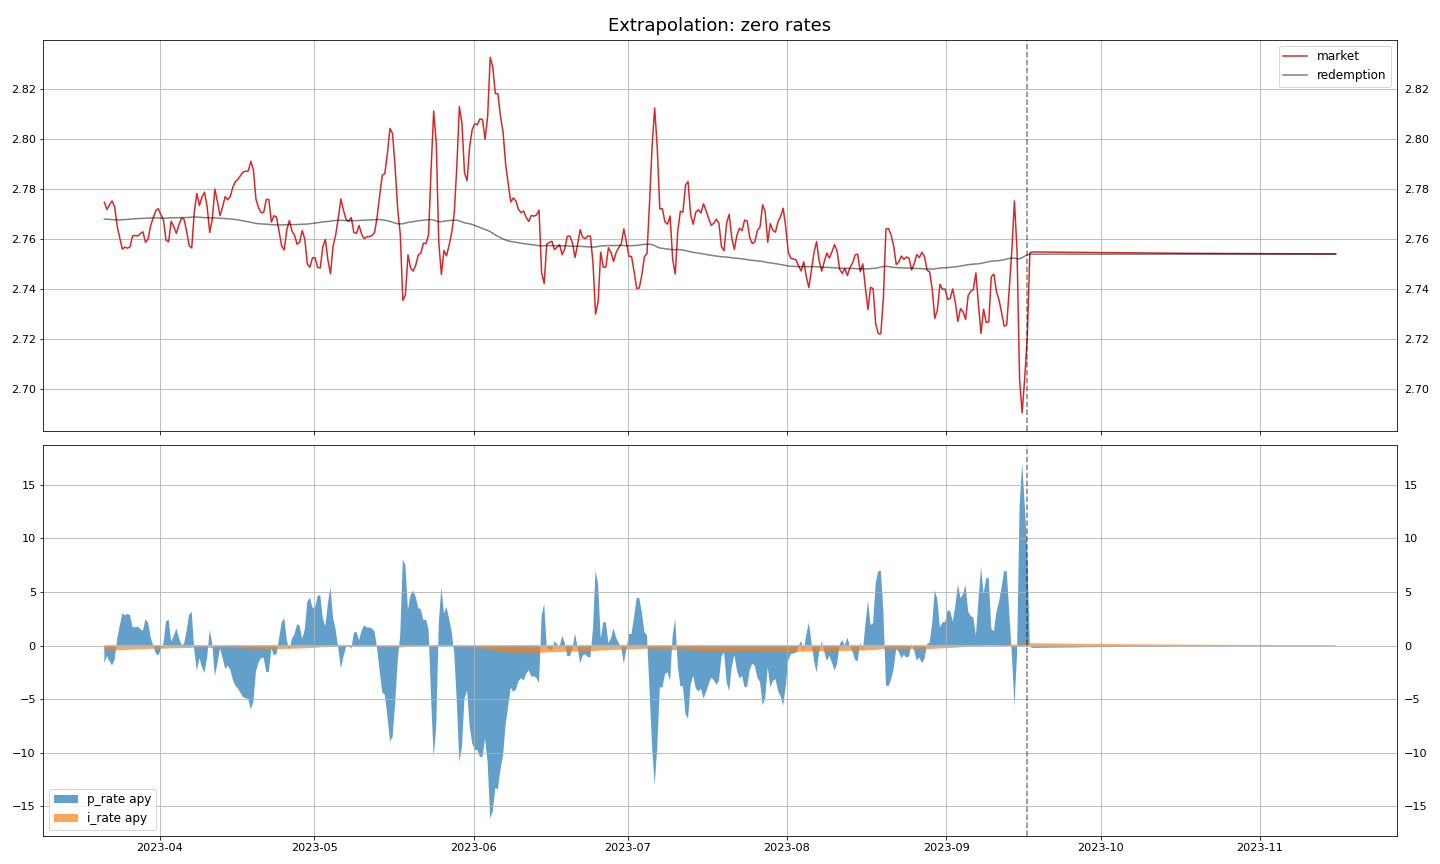 Extrapolation: zero rates
market
redemption
2.82 2.82
2.80 2.80
2.78 2.78
2.76 2.76
2.74 2.74
2.72 2.72
2.70 2.70
15 15
10 10
5 5
0 0
−5 −5
−10 −10
−15 −15
p_rate apy
i_rate apy
2023-04 2023-05 2023-06 2023-07 2023-08 2023-09 2023-10 2023-11